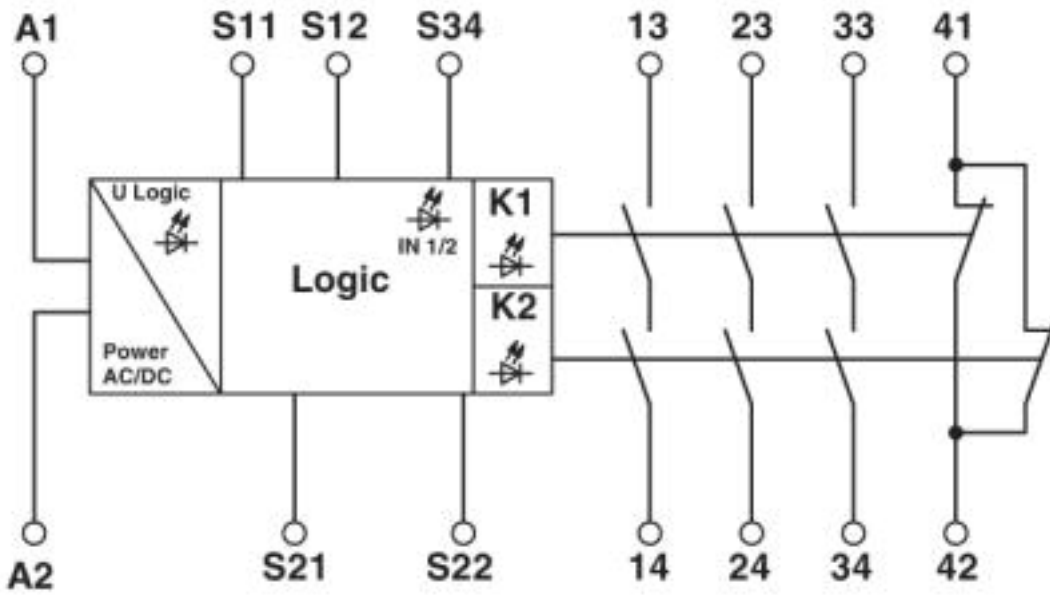 A1
S11
S12
S34
13
23
33
41
U Logic
IN 1/2
K1
Logic
K2
Power
AC/DC
A2
S21
S22
14
24
34
42